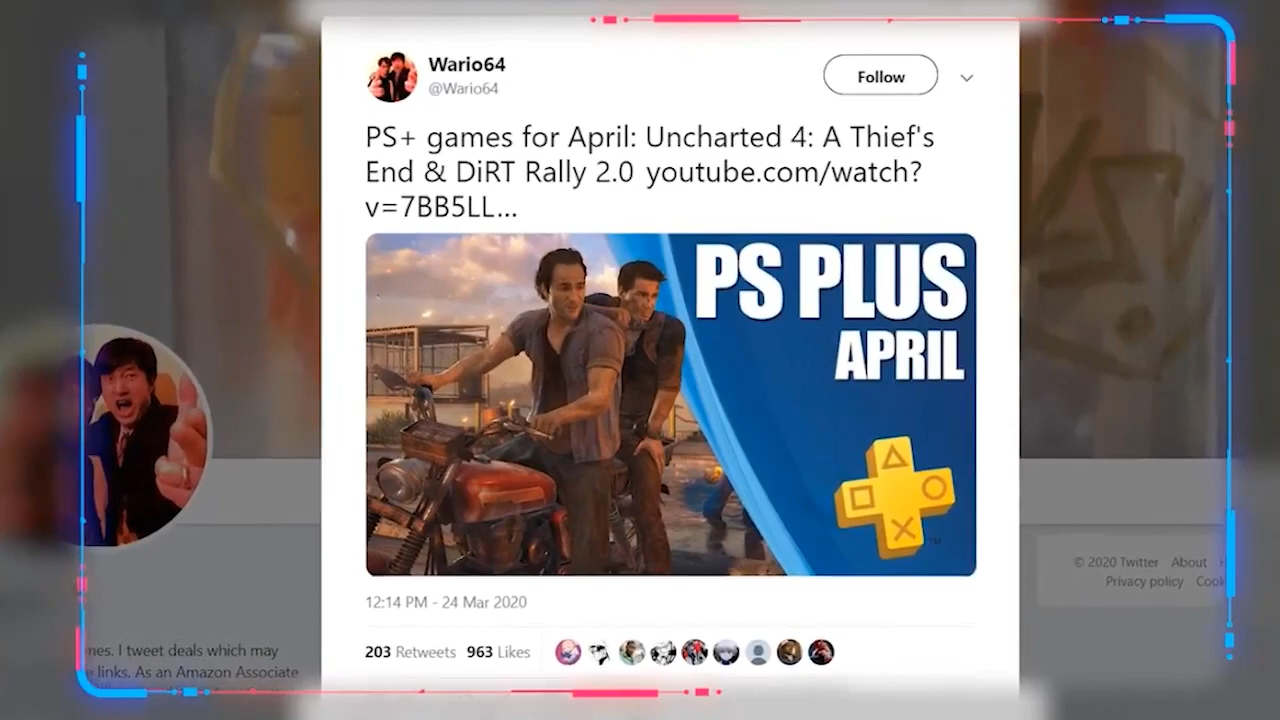 Wario64
@Wario64
Follow
PS+ games for April: Uncharted 4: A Thief's
End & DiRT Rally 2.0 youtube.com/watch?
v=7BB5LL...
PS PLUS
APRIL
12:14 PM - 24 Mar 2020
203 Retweets 963 Likes
© 2020 Twitter About
Privacy policy
I tweet deals which may
links. As an Amazon Associate